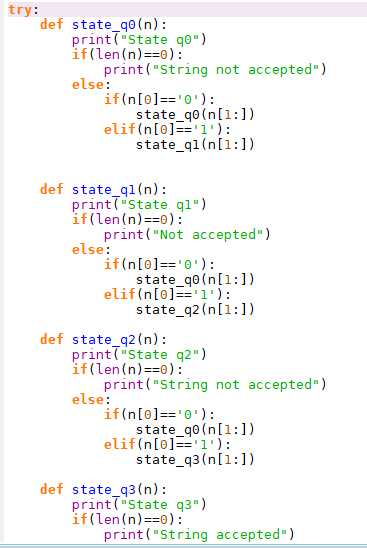 try:
    def state_q0(n):
        print("State q0")
        if(len(n)==0):
            print("String not accepted")
        else:
            if(n[0]=='0'):
                state_q0(n[1:])
            elif(n[0]=='1'):
                state_q1(n[1:])
    def state_q1(n):
        print("State q1")
        if(len(n)==0):
            print("Not accepted")
        else:
            if(n[0]=='0'):
                state_q0(n[1:])
            elif(n[0]=='1'):
                state_q2(n[1:])
    def state_q2(n):
        print("State q2")
        if(len(n)==0):
            print("String not accepted")
        else:
            if(n[0]=='0'):
                state_q0(n[1:])
            elif(n[0]=='1'):
                state_q3(n[1:])
    def state_q3(n):
        print("State q3")
        if(len(n)==0):
            print("String accepted")